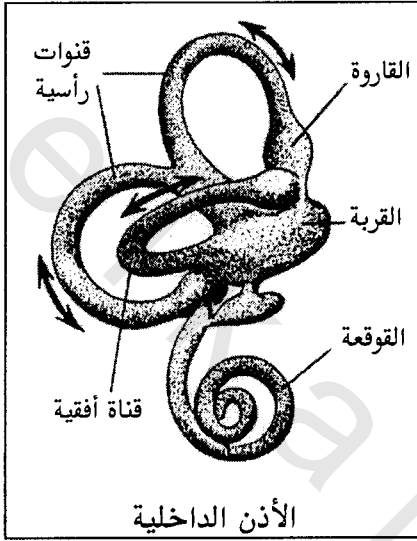 قنوات
رأسية
القاروة
القربة
القوقعة
قناة أفقية
الأذن الداخلية